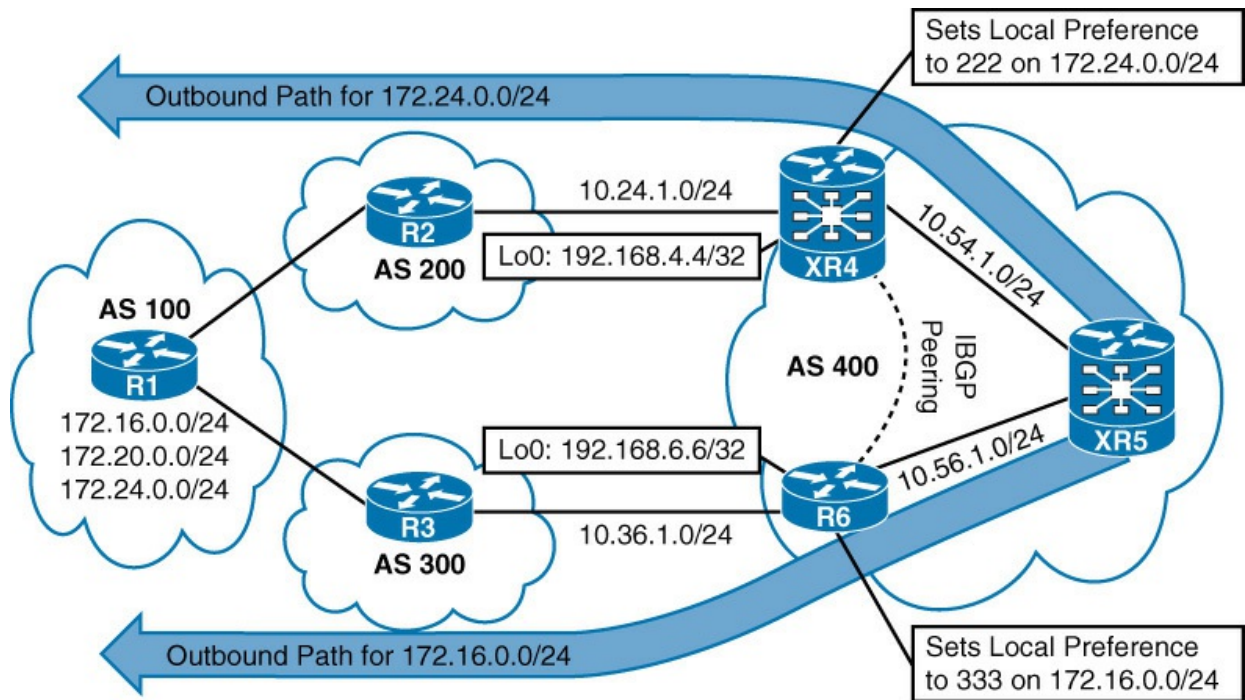 Sets Local Preference
to 222 on 172.24.0.0/24
Outbound Path for 172.24.0.0/24
R2
AS 200
10.24.1.0/24
Lo0: 192.168.4.4/32
XR4
10.54.1.0/24
AS 100
R1
172.16.0.0/24
172.20.0.0/24
172.24.0.0/24
AS 400
IBGP
Peering
XR5
Lo0: 192.168.6.6/32
10.56.1.0/24
R3
AS 300
10.36.1.0/24
R6
Outbound Path for 172.16.0.0/24
Sets Local Preference
to 333 on 172.16.0.0/24